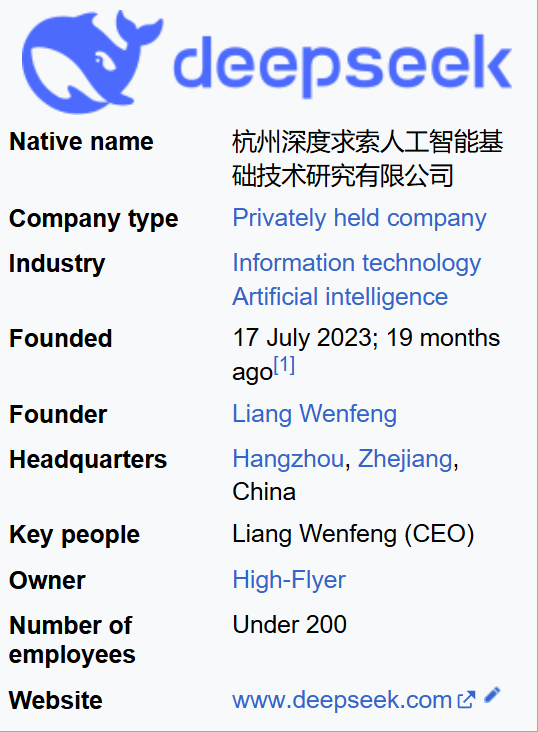 deepseek
Native name 杭州深度求索人工智能基
础技术研究有限公司
Company type Privately held company
Industry Information technology
Artificial intelligence
Founded 17 July 2023; 19 months
ago[1]
Founder Liang Wenfeng
Headquarters Hangzhou, Zhejiang,
China
Key people Liang Wenfeng (CEO)
Owner High-Flyer
Number of Under 200
employees
Website www.deepseek.com